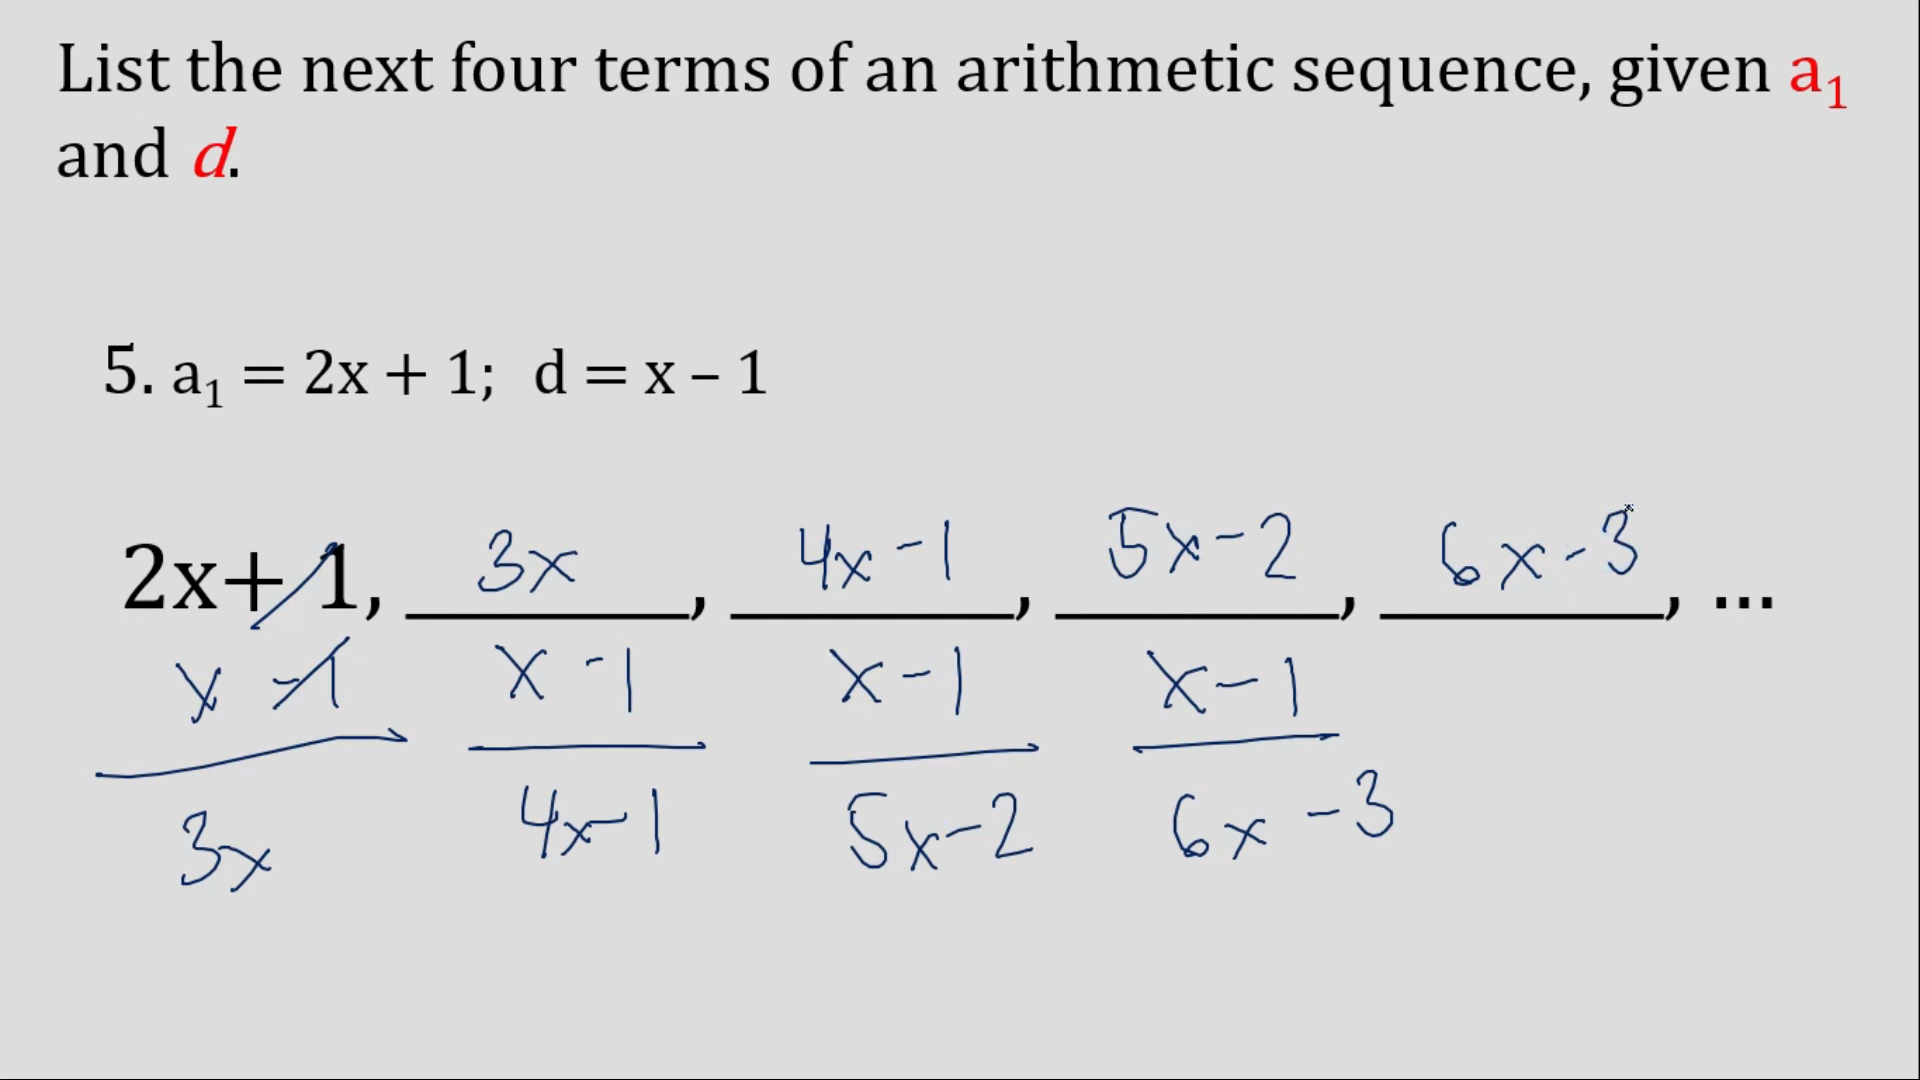 List the next four terms of an arithmetic sequence, given a₁
and d.
5. a₁ = 2x + 1; d = x – 1
2x+ 1, 3x, 4x - 1, 5x - 2, 6x - 3, ...
x - 1 x - 1 x - 1 x - 1
3x 4x - 1 5x - 2 6x - 3